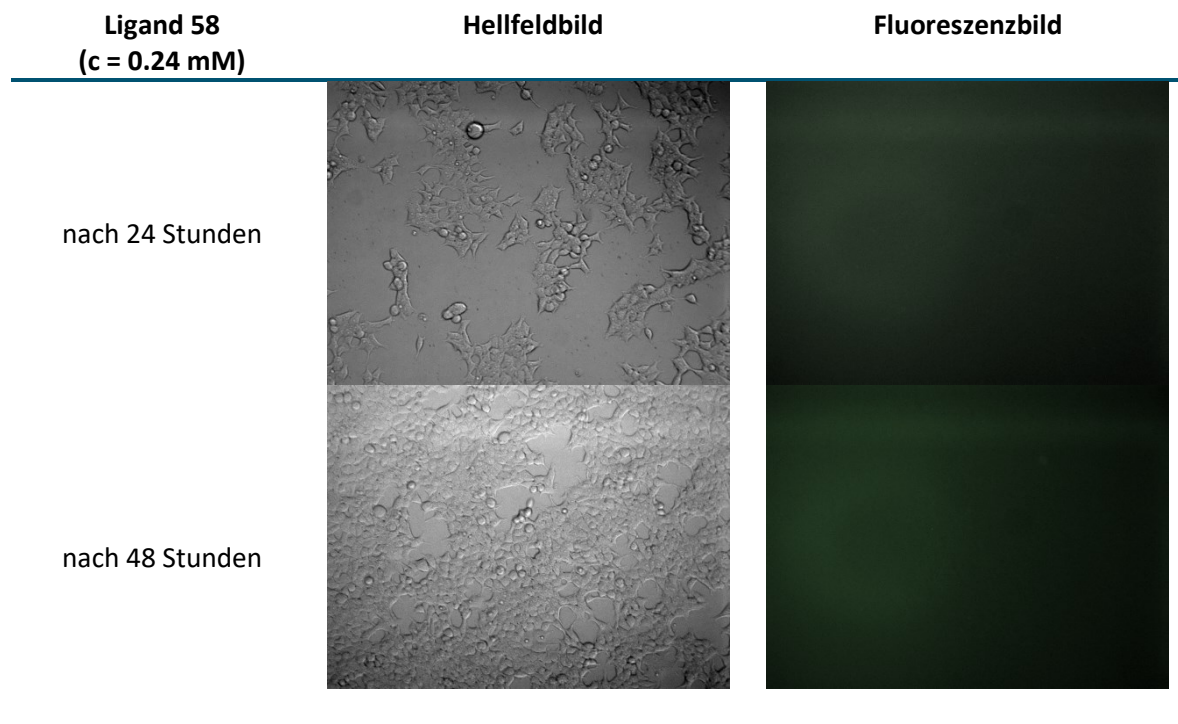 Ligand 58
(c = 0.24 mM)
Hellfeldbild
Fluoreszenzbild
nach 24 Stunden
nach 48 Stunden